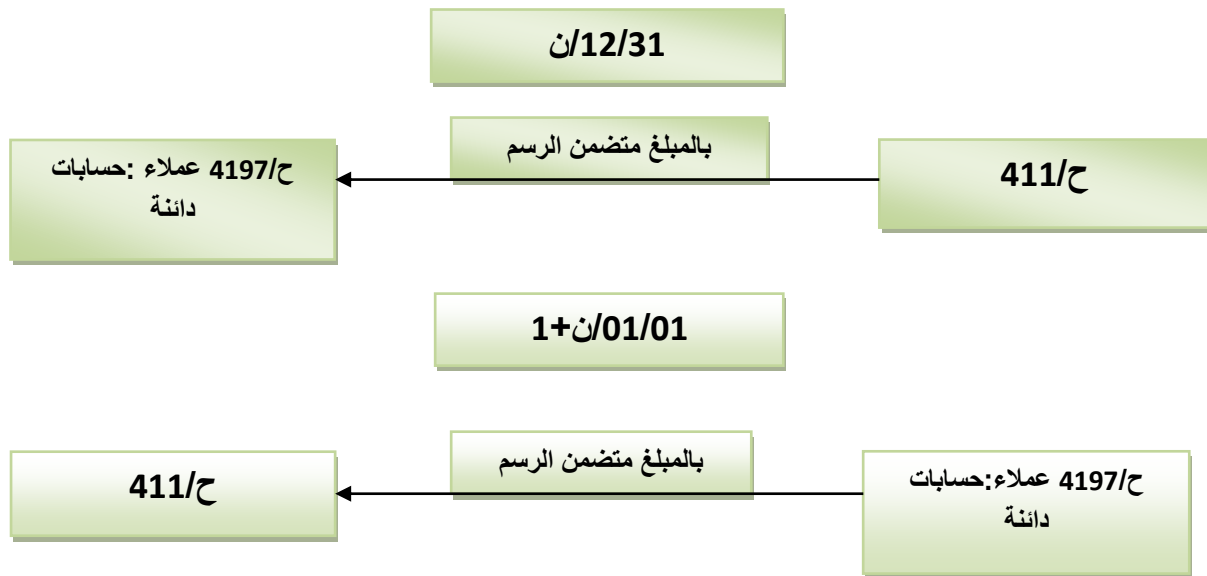 31/12/ن
ح/411
بالمبلغ متضمن الرسم
ح/4197 عملاء :حسابات
دائنة
01/01/ن+1
ح/4197 عملاء:حسابات
دائنة
بالمبلغ متضمن الرسم
ح/411